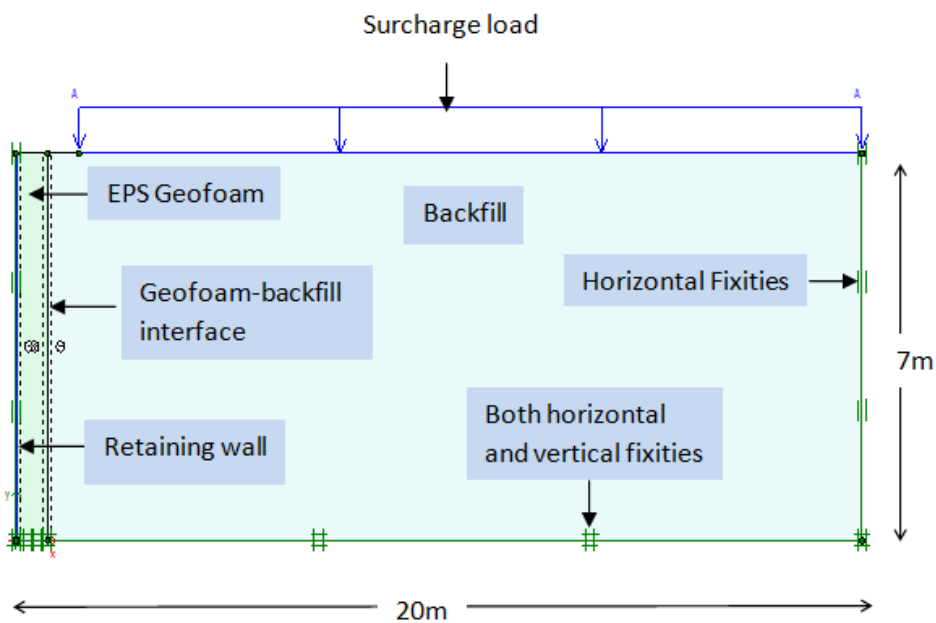 Surcharge load
A
A
EPS Geofoam
Backfill
Geofoam-backfill
interface
Horizontal Fixities
7m
Both horizontal
and vertical fixities
Retaining wall
y
x
20m